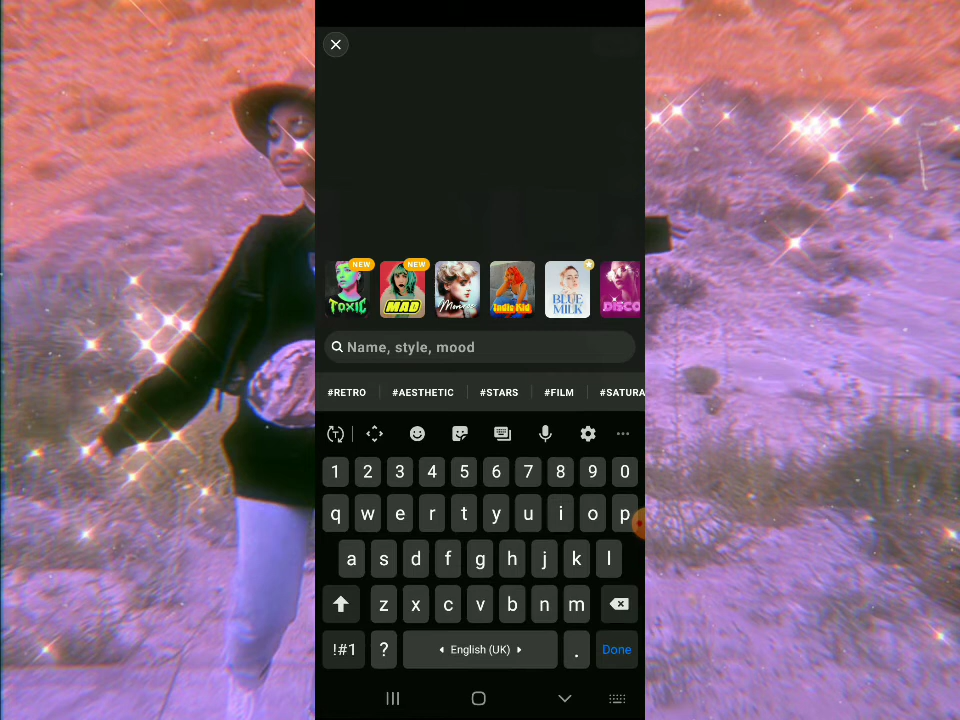 NEW NEW
TOXIC MAD Monroe Indie Kid BLUE MILK DISCO
Name, style, mood
#RETRO #AESTHETIC #STARS #FILM #SATURA
1 2 3 4 5 6 7 8 9 0
q w e r t y u i o p
a s d f g h j k l
z x c v b n m
!#1 ? English (UK) . Done